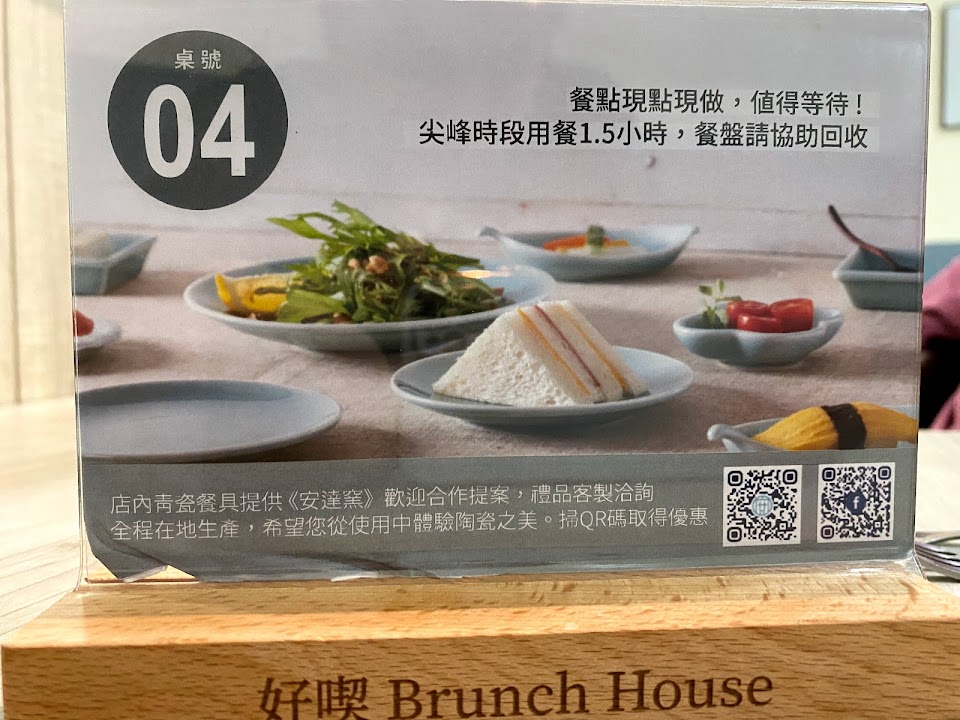 桌號
04
餐點現點現做，值得等待!
尖峰時段用餐1.5小時，餐盤請協助回收
店內青瓷餐具提供《安達窯》歡迎合作提案，禮品客製洽詢
全程在地生產，希望您從使用中體驗陶瓷之美。掃QR碼取得優惠
好喫 Brunch House